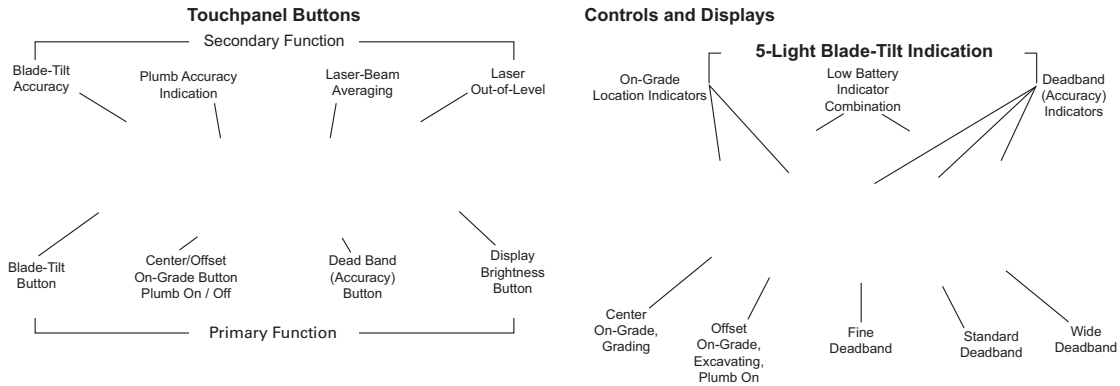 Touchpanel Buttons
Secondary Function
Blade-Tilt
Accuracy
Plumb Accuracy
Indication
Laser-Beam
Averaging
Laser
Out-of-Level
Blade-Tilt
Button
Center/Offset
On-Grade Button
Plumb On / Off
Dead Band
(Accuracy)
Button
Display
Brightness
Button
Primary Function
Controls and Displays
5-Light Blade-Tilt Indication
On-Grade
Location Indicators
Low Battery
Indicator
Combination
Deadband
(Accuracy)
Indicators
Center
On-Grade,
Grading
Offset
On-Grade,
Excavating,
Plumb On
Fine
Deadband
Standard
Deadband
Wide
Deadband